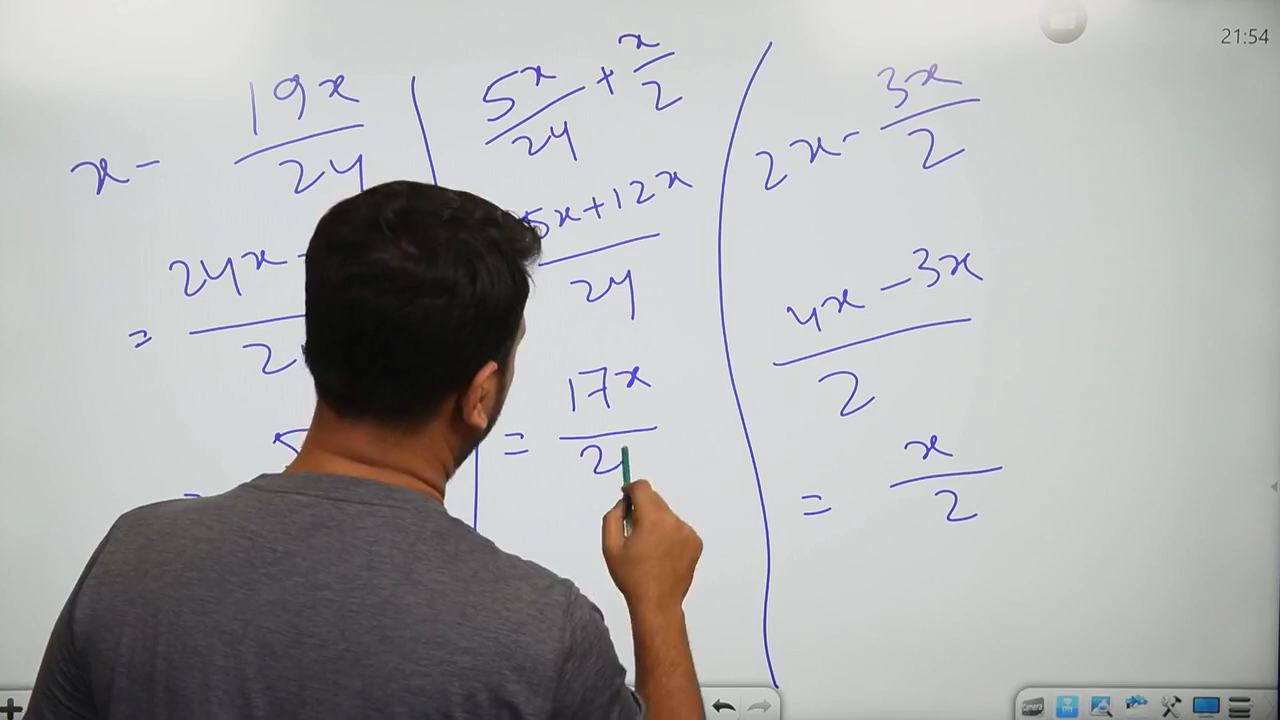 21:54
x - 19x/24
= 24x -
5x/24 + x/2
5x+12x/24
= 17x/2
2x - 3x/2
4x - 3x/2
= x/2
Camera